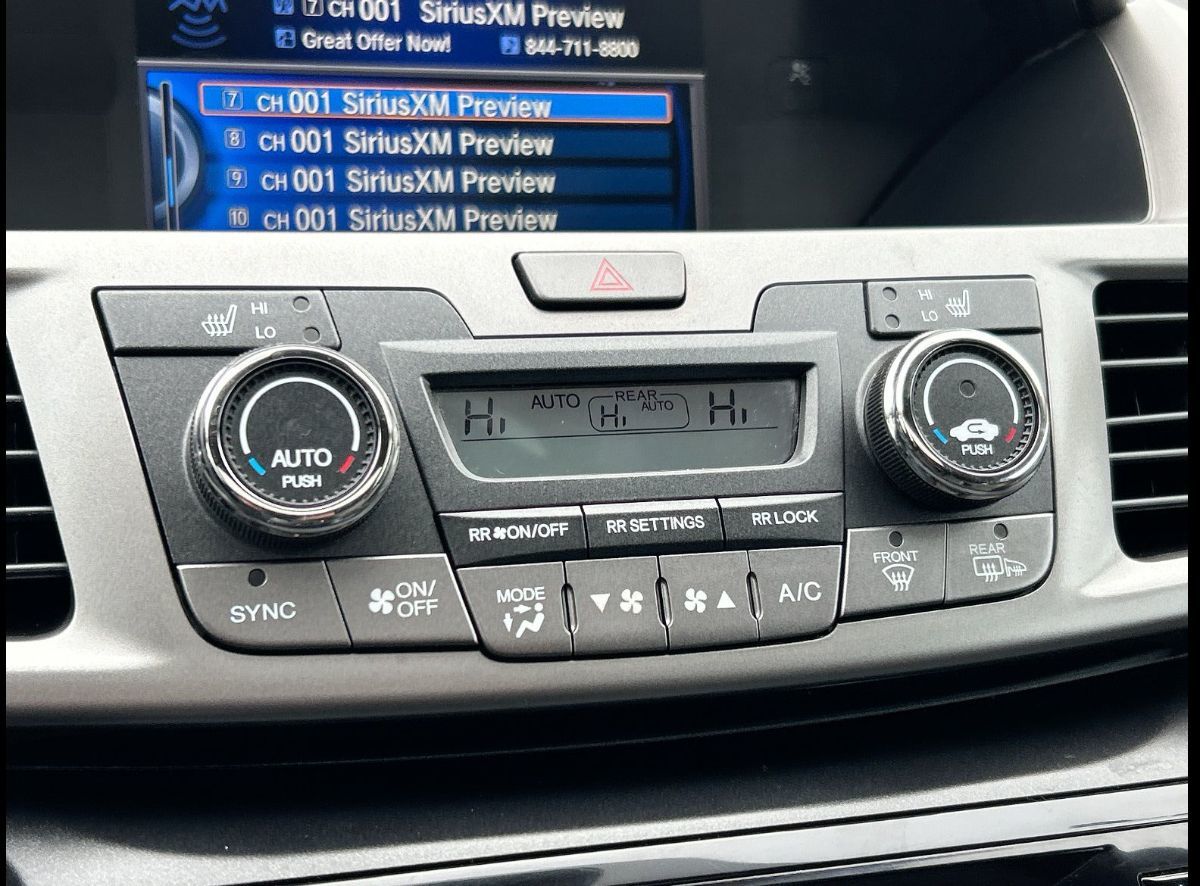 7 CH 001 SiriusXM Preview
Great Offer Now! 844-711-8800
7 CH 001 SiriusXM Preview
8 CH 001 SiriusXM Preview
9 CH 001 SiriusXM Preview
10 CH 001 SiriusXM Preview
HI
LO
HI
LO
AUTO
PUSH
Hi AUTO REAR Hi AUTO Hi
PUSH
RR ON/OFF RR SETTINGS RR LOCK
SYNC
ON/
OFF
MODE
A/C
FRONT
REAR